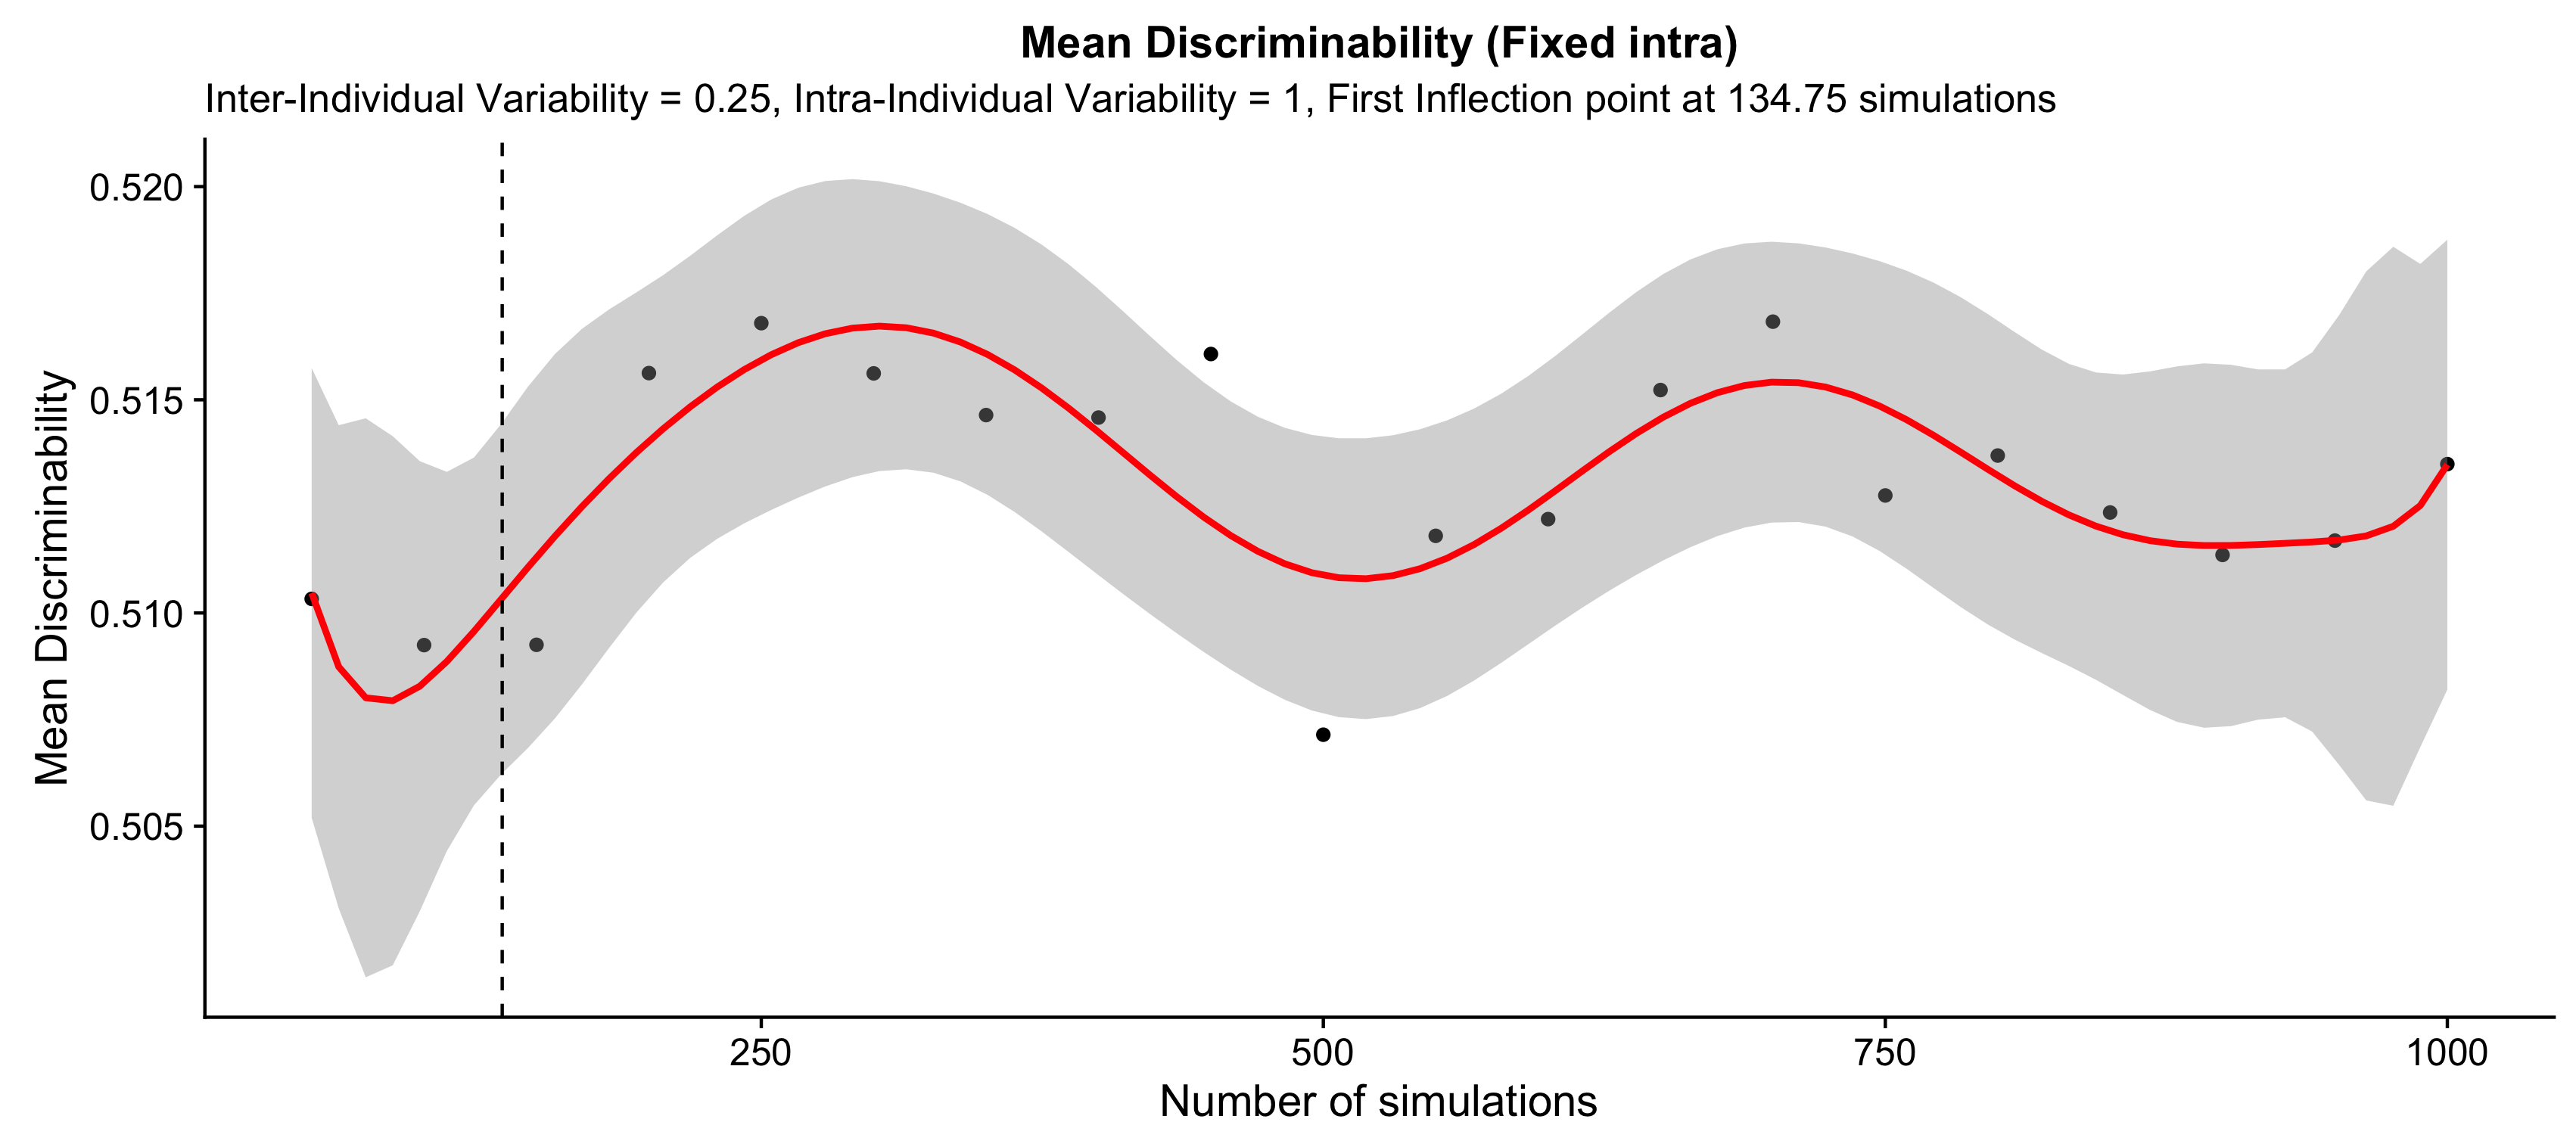 Mean Discriminability (Fixed intra)
Inter-Individual Variability = 0.25, Intra-Individual Variability = 1, First Inflection point at 134.75 simulations
Mean Discriminability
0.520
0.515
0.510
0.505
250 500 750 1000
Number of simulations